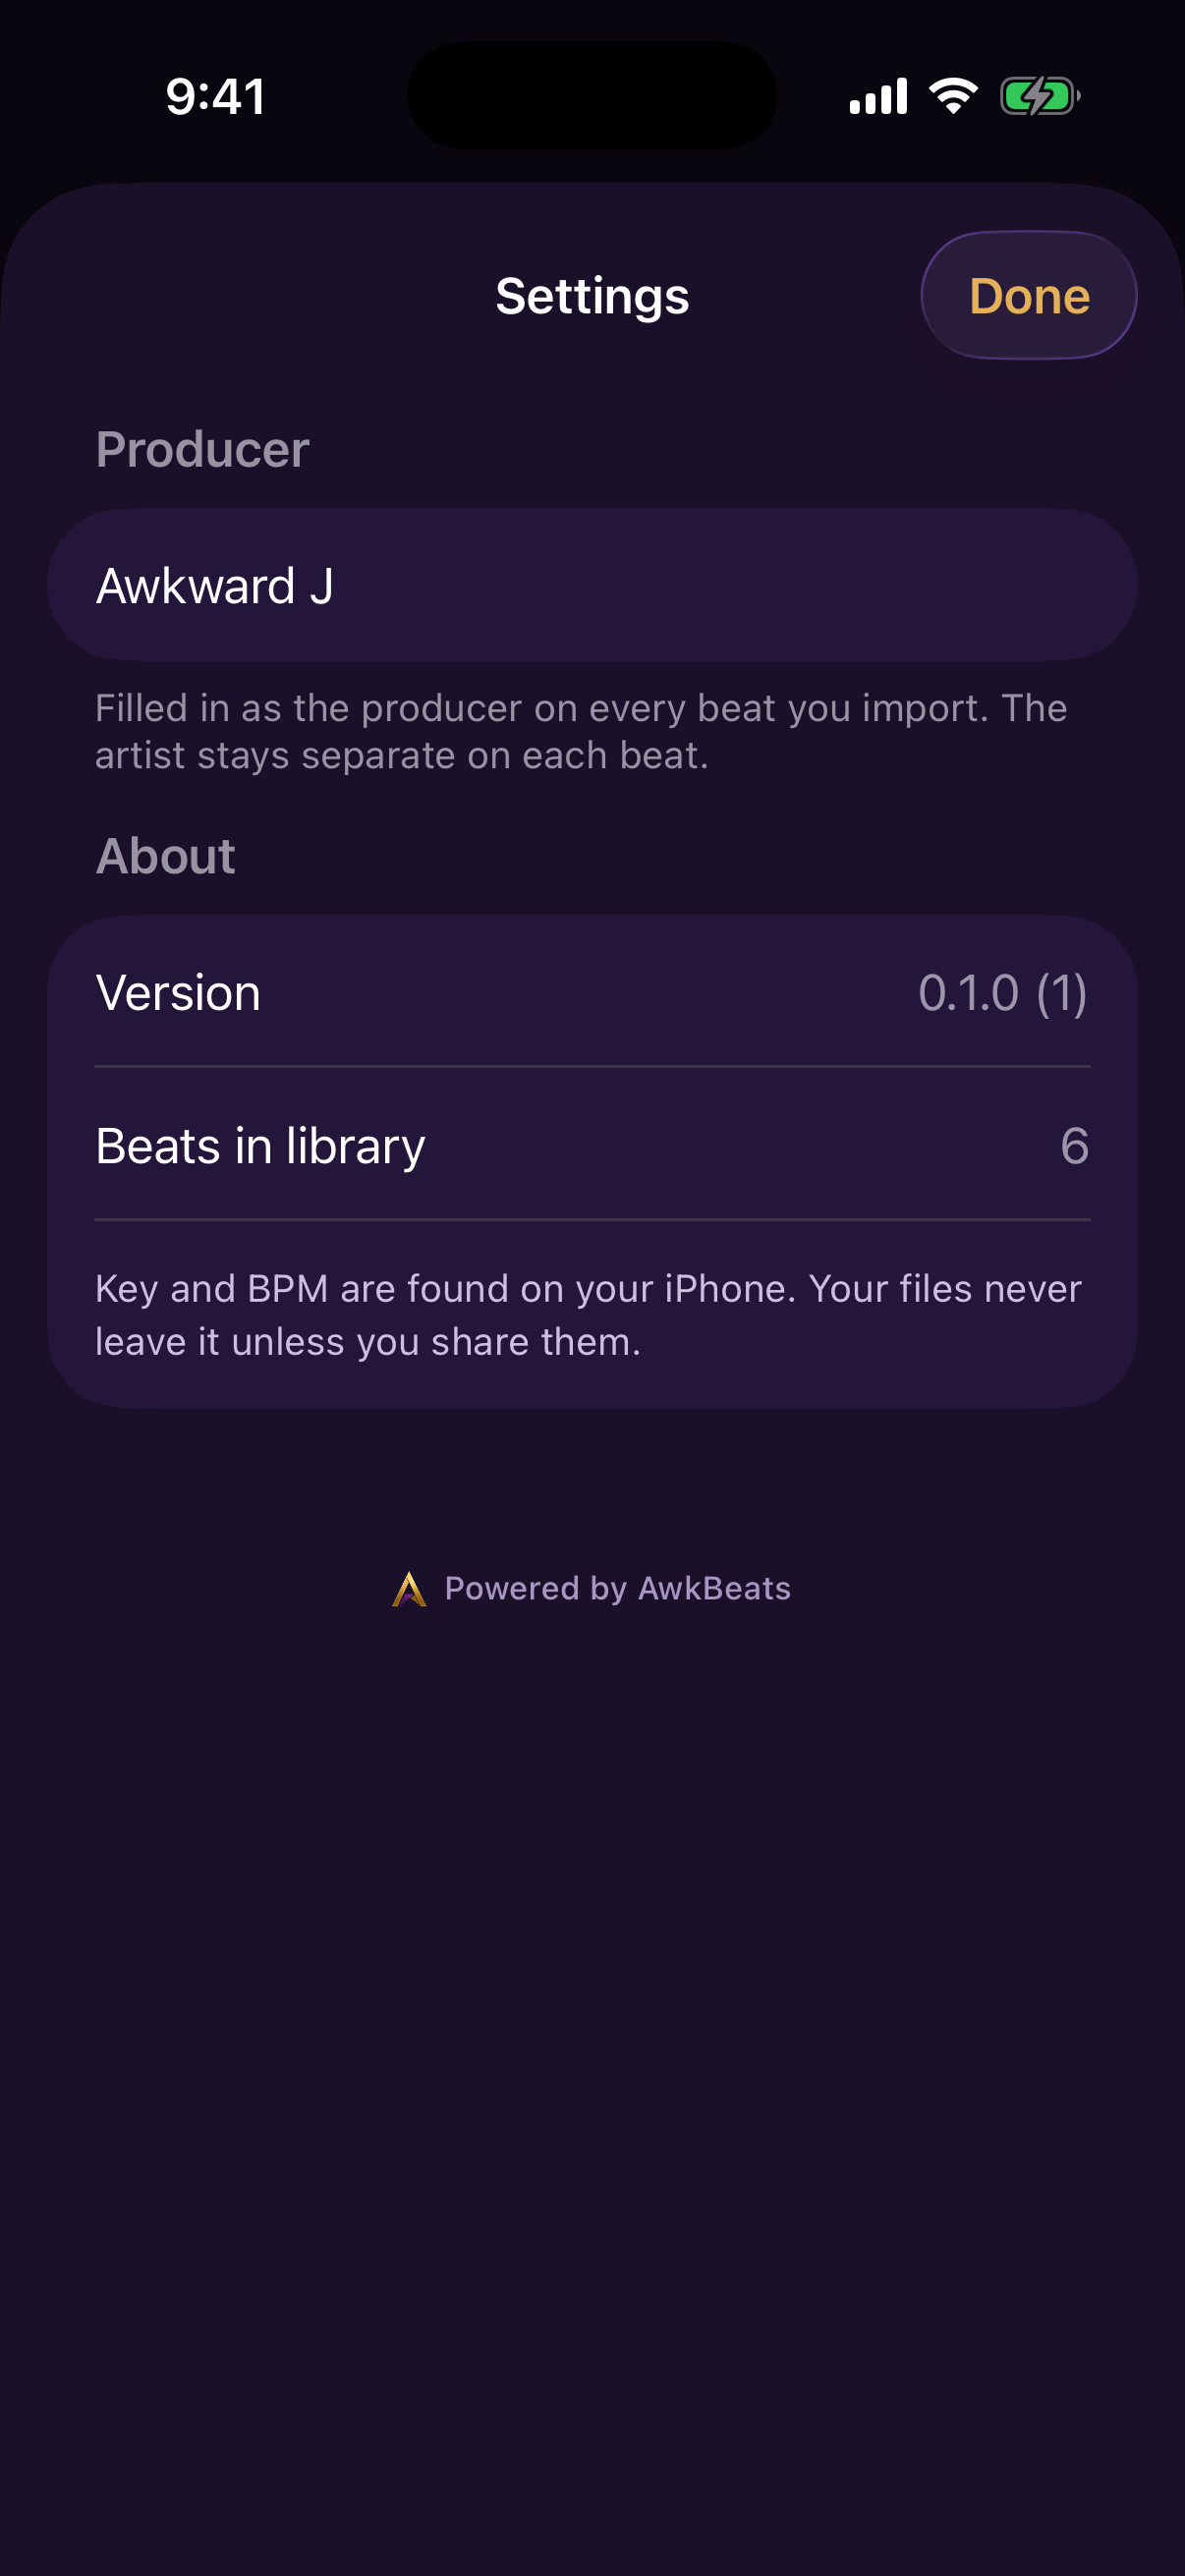 9:41
Settings
Done
Producer
Awkward J
Filled in as the producer on every beat you import. The
artist stays separate on each beat.
About
Version 0.1.0 (1)
Beats in library 6
Key and BPM are found on your iPhone. Your files never
leave it unless you share them.
Powered by AwkBeats